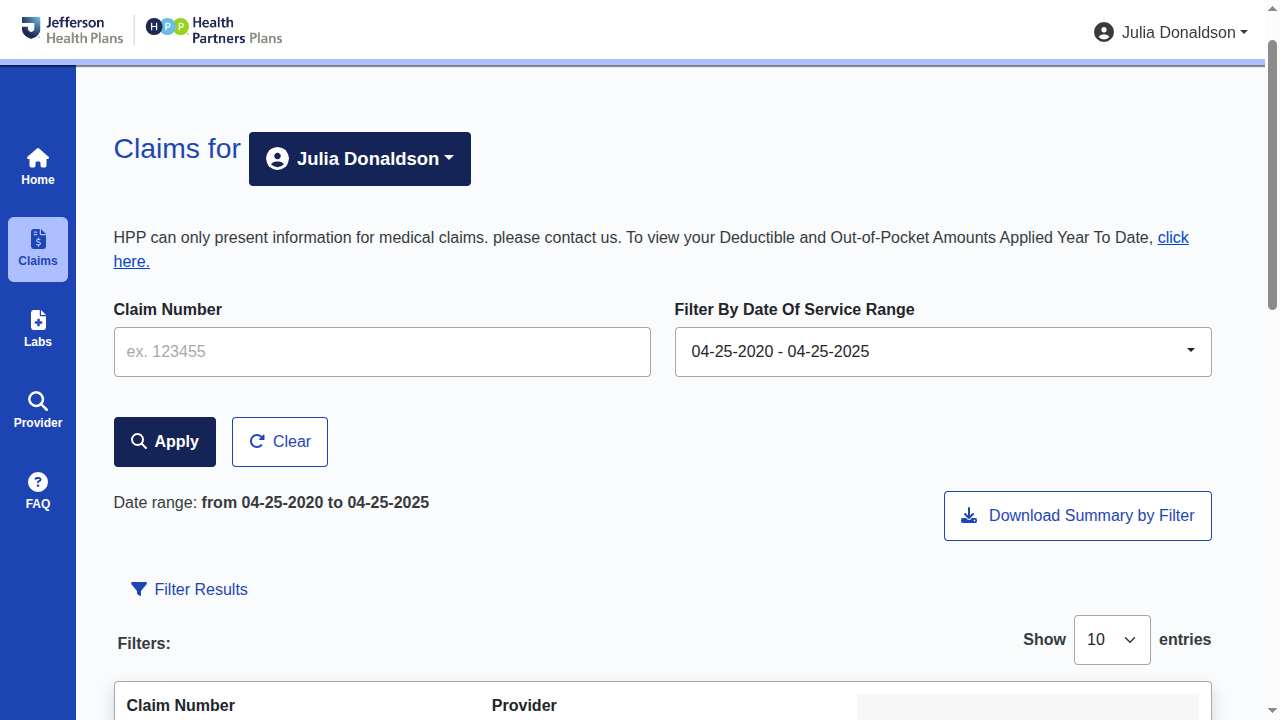 Jefferson
Health Plans
HPP
Health
Partners Plans
Julia Donaldson
Home
Claims
Labs
Provider
FAQ
Claims for
Julia Donaldson
HPP can only present information for medical claims. please contact us. To view your Deductible and Out-of-Pocket Amounts Applied Year To Date, click
here.
Claim Number
Filter By Date Of Service Range
ex. 123455
04-25-2020 - 04-25-2025
Apply
Clear
Date range: from 04-25-2020 to 04-25-2025
Download Summary by Filter
Filter Results
Filters:
Show 10 entries
Claim Number
Provider